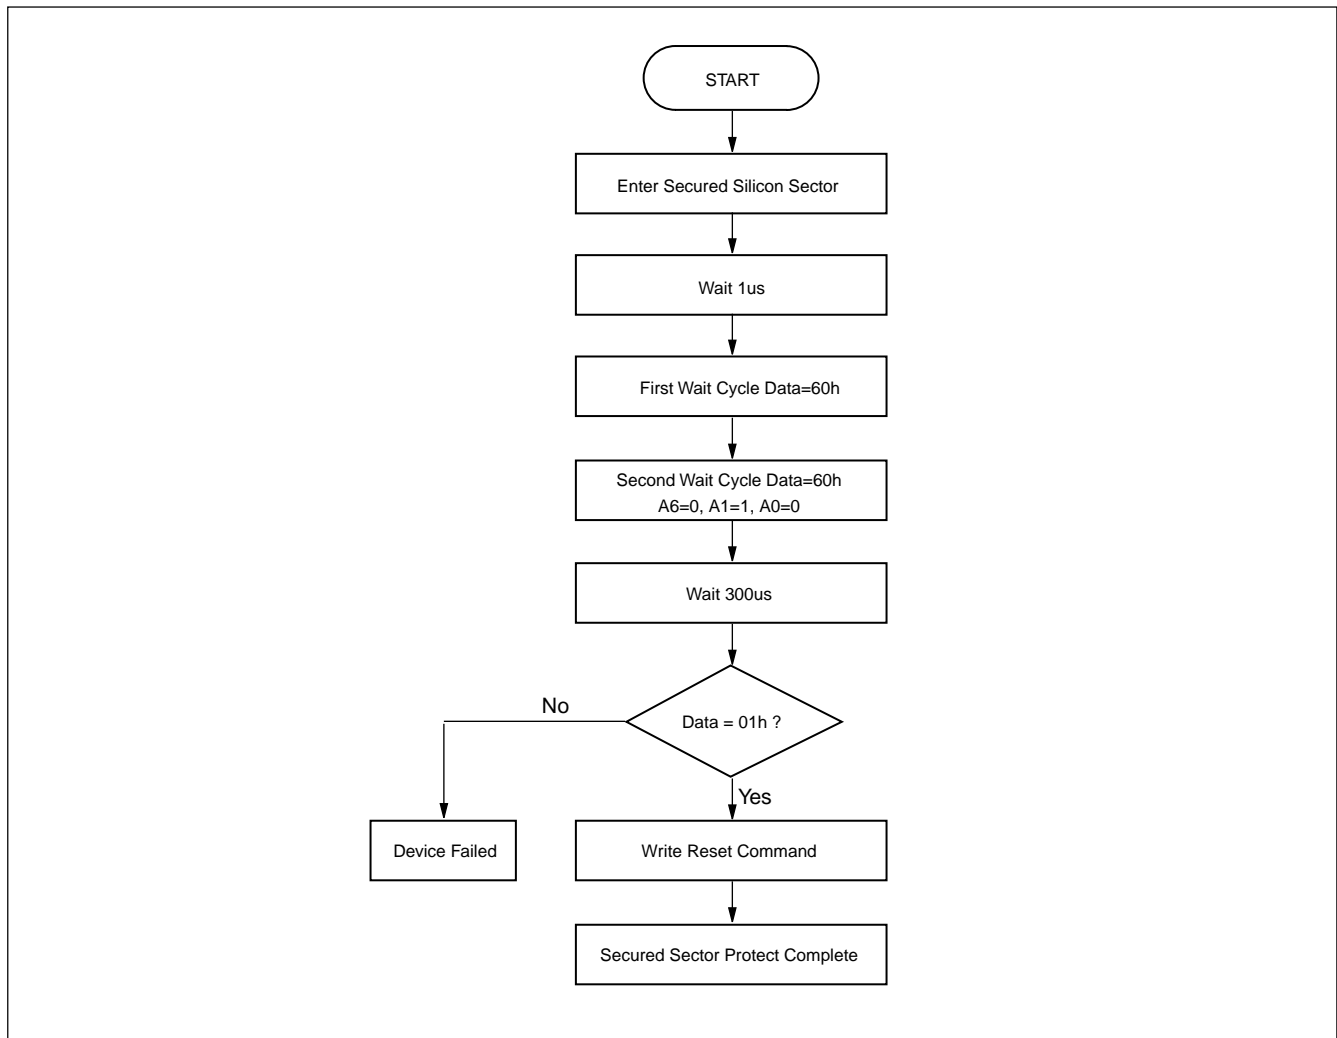 START
Enter Secured Silicon Sector
Wait 1us
First Wait Cycle Data=60h
Second Wait Cycle Data=60h
A6=0, A1=1, A0=0
Wait 300us
No
Data = 01h ?
Yes
Device Failed
Write Reset Command
Secured Sector Protect Complete